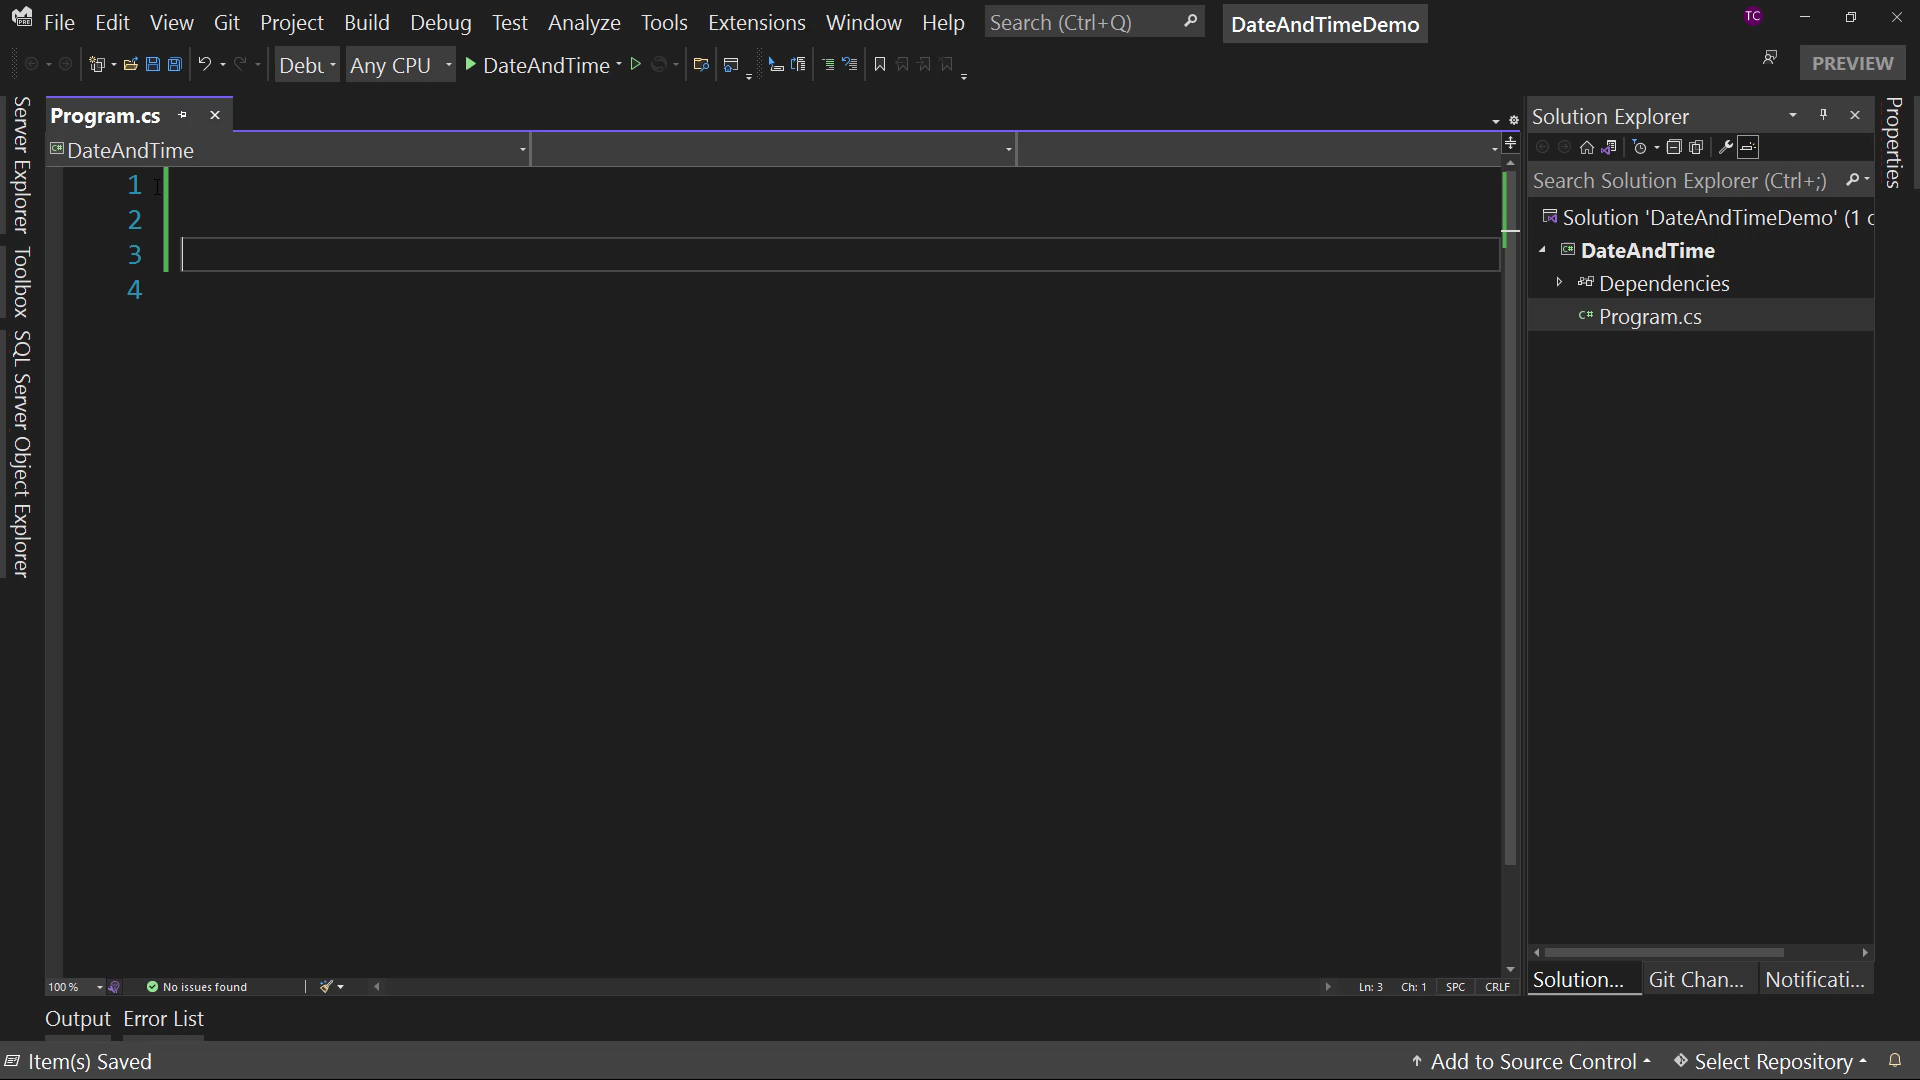 File Edit View Git Project Build Debug Test Analyze Tools Extensions Window Help Search (Ctrl+Q) DateAndTimeDemo TC
Debu Any CPU DateAndTime PREVIEW
Server Explorer
Toolbox
SQL Server Object Explorer
Program.cs
DateAndTime
1
2
3
4
Solution Explorer
Search Solution Explorer (Ctrl+;)
Solution 'DateAndTimeDemo' (1 o
C# DateAndTime
Dependencies
C# Program.cs
Properties
100 % No issues found Ln: 3 Ch: 1 SPC CRLF
Solution... Git Chan... Notificati...
Output Error List
Item(s) Saved Add to Source Control Select Repository